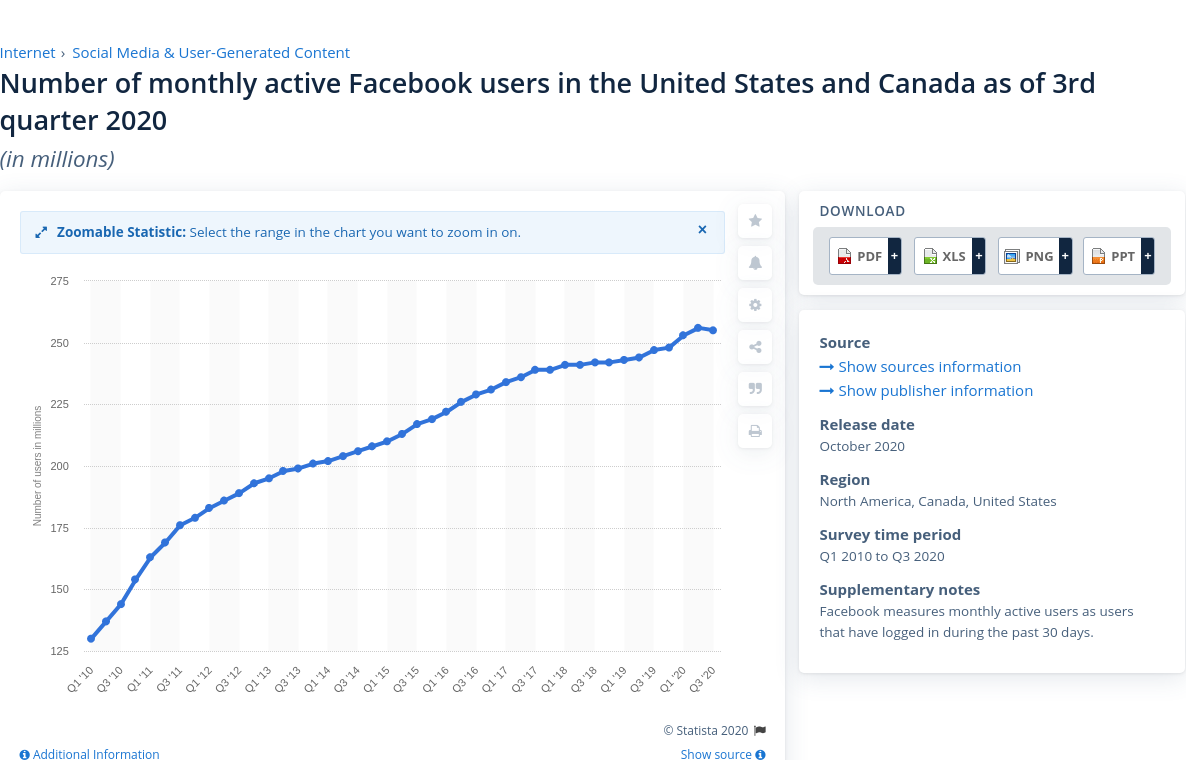 Internet › Social Media & User-Generated Content
Number of monthly active Facebook users in the United States and Canada as of 3rd
quarter 2020
(in millions)
Zoomable Statistic: Select the range in the chart you want to zoom in on. ×
275
250
225
200
175
150
125
Number of users in millions
Q1 '10 Q3 '10 Q1 '11 Q3 '11 Q1 '12 Q3 '12 Q1 '13 Q3 '13 Q1 '14 Q3 '14 Q1 '15 Q3 '15 Q1 '16 Q3 '16 Q1 '17 Q3 '17 Q1 '18 Q3 '18 Q1 '19 Q3 '19 Q1 '20 Q3 '20
© Statista 2020
Additional Information
Show source
DOWNLOAD
PDF + XLS + PNG + PPT +
Source
Show sources information
Show publisher information
Release date
October 2020
Region
North America, Canada, United States
Survey time period
Q1 2010 to Q3 2020
Supplementary notes
Facebook measures monthly active users as users
that have logged in during the past 30 days.